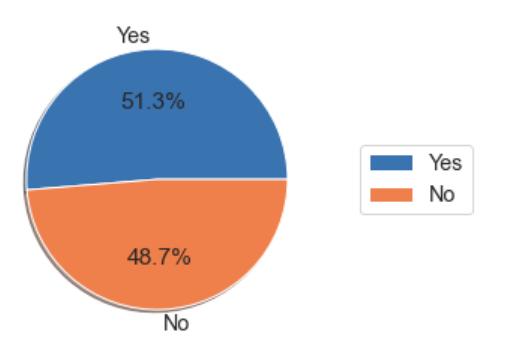 Yes
51.3%
Yes
No
48.7%
No